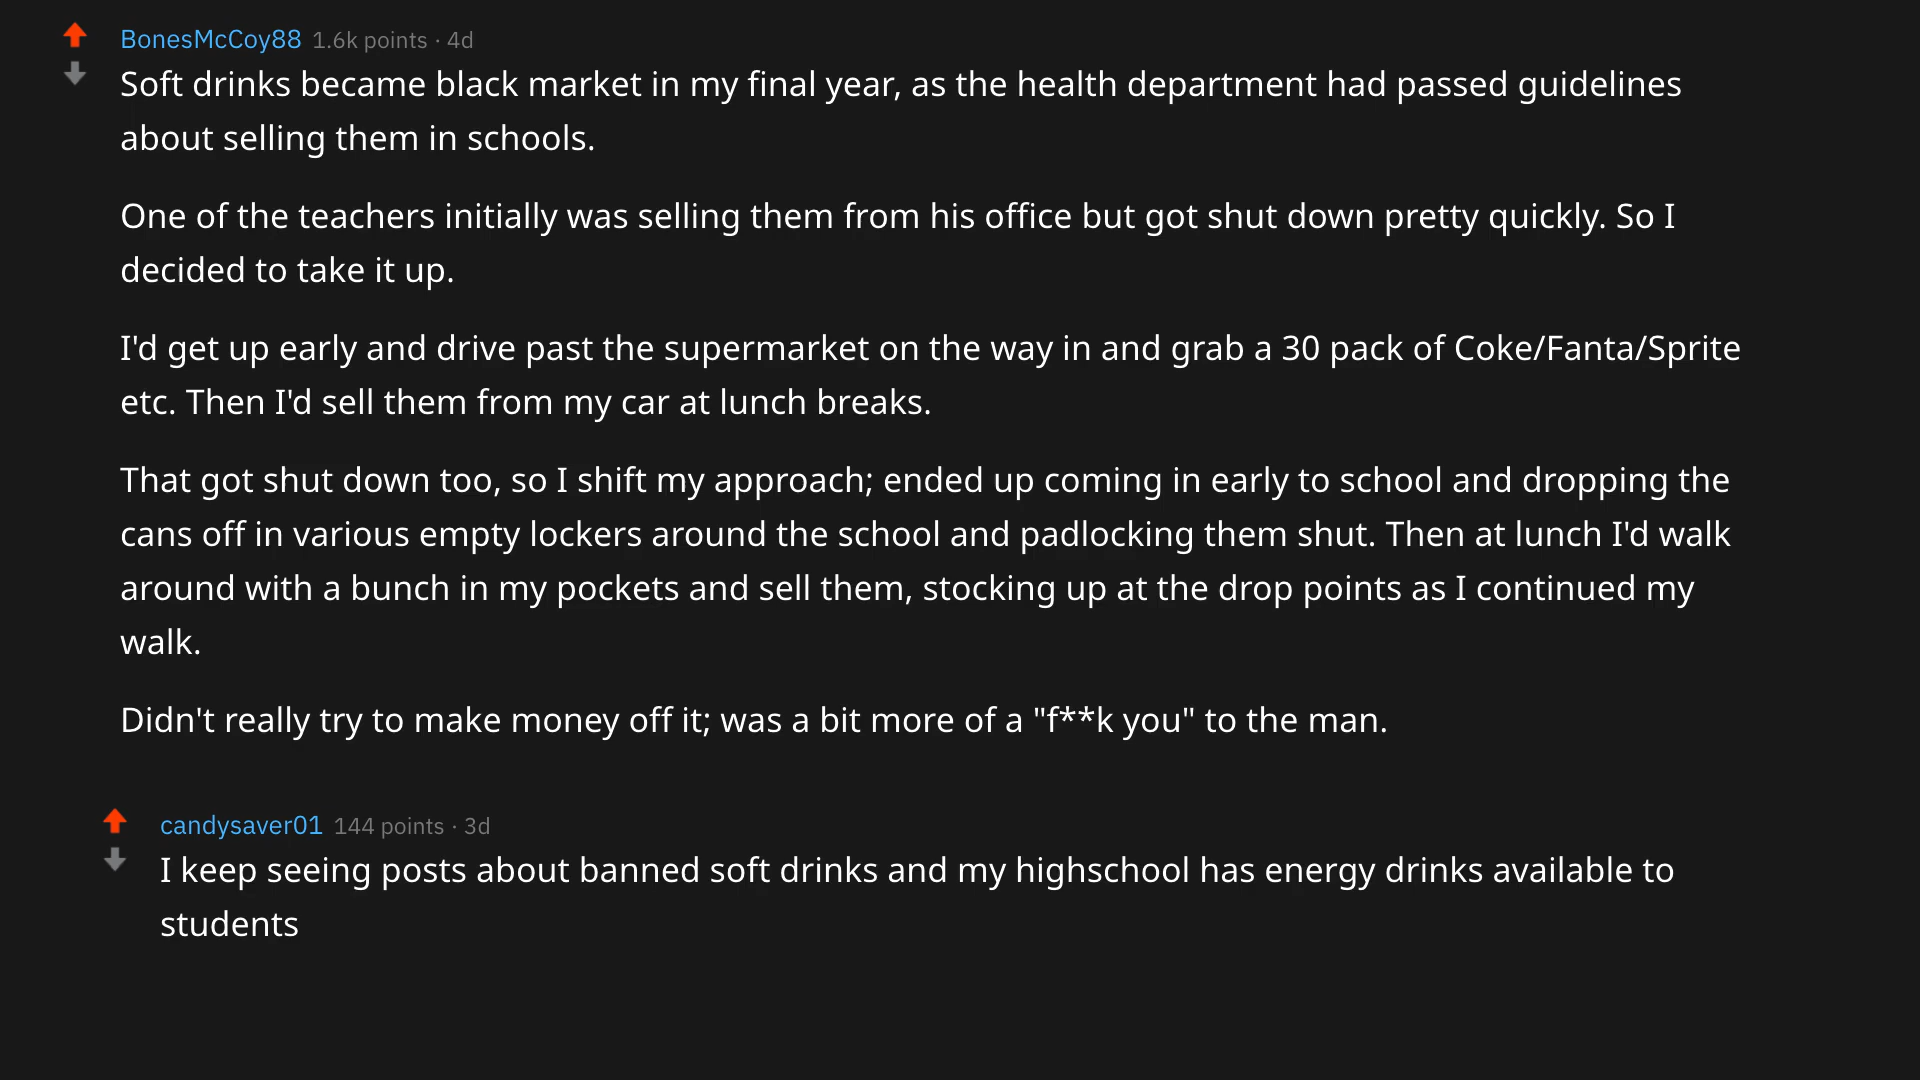 BonesMcCoy88 1.6k points · 4d
Soft drinks became black market in my final year, as the health department had passed guidelines
about selling them in schools.
One of the teachers initially was selling them from his office but got shut down pretty quickly. So I
decided to take it up.
I'd get up early and drive past the supermarket on the way in and grab a 30 pack of Coke/Fanta/Sprite
etc. Then I'd sell them from my car at lunch breaks.
That got shut down too, so I shift my approach; ended up coming in early to school and dropping the
cans off in various empty lockers around the school and padlocking them shut. Then at lunch I'd walk
around with a bunch in my pockets and sell them, stocking up at the drop points as I continued my
walk.
Didn't really try to make money off it; was a bit more of a "f**k you" to the man.
candysaver01 144 points · 3d
I keep seeing posts about banned soft drinks and my highschool has energy drinks available to
students